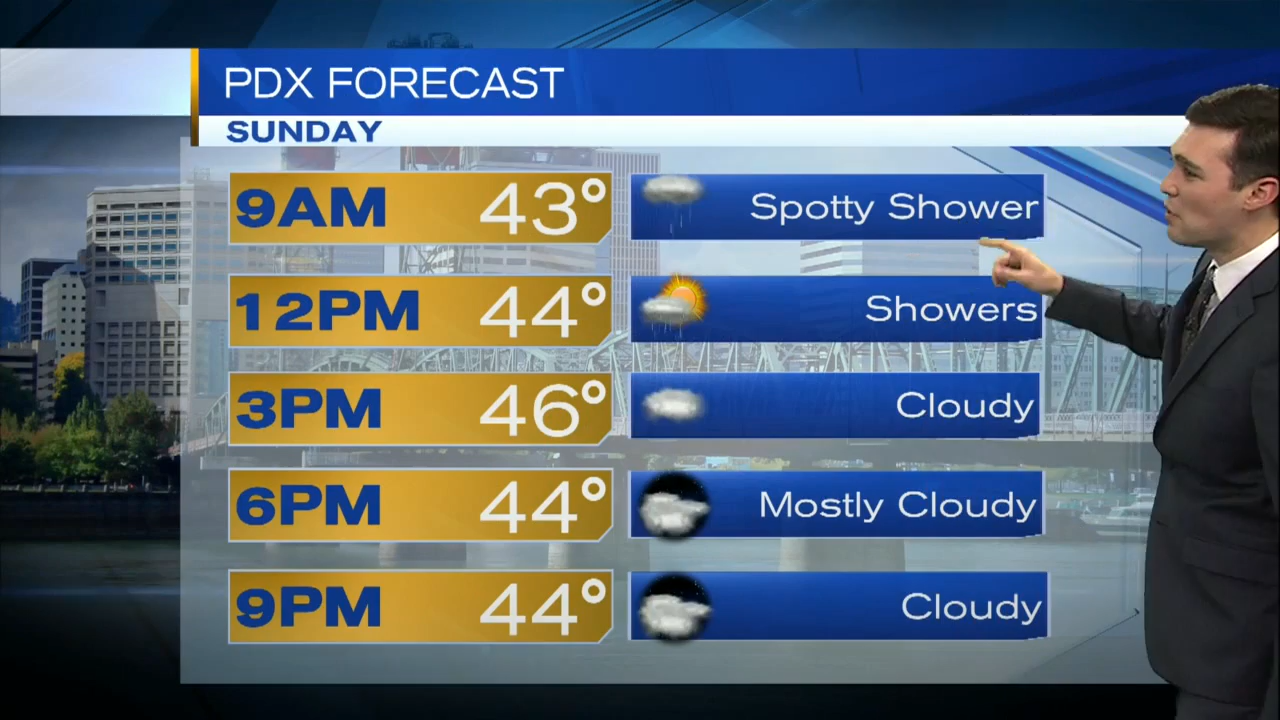 PDX FORECAST
SUNDAY
9AM 43° Spotty Shower
12PM 44° Showers
3PM 46° Cloudy
6PM 44° Mostly Cloudy
9PM 44° Cloudy